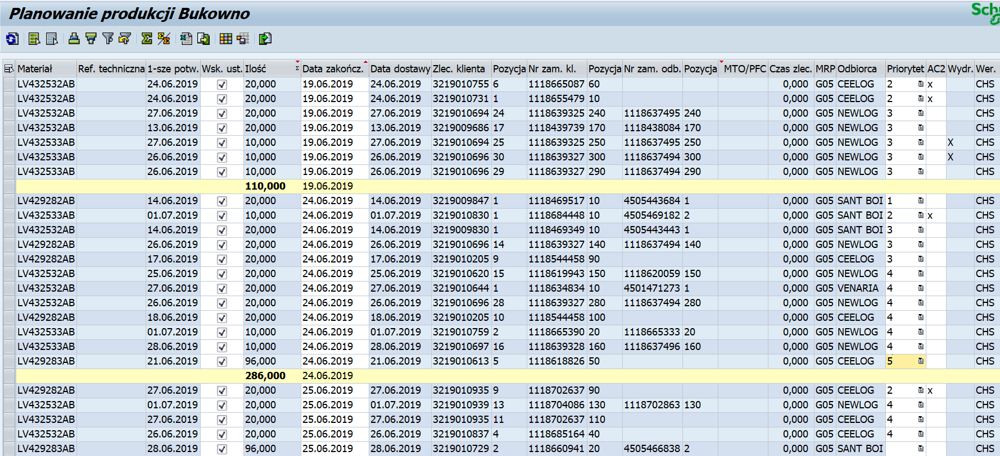 Planowanie produkcji Bukowno
Materiał Ref. techniczna 1-sze potw. Wsk. ust. Ilość Σ Data zakończ. Data dostawy Zlec. klienta Pozycja Nr zam. kl. Pozycja Nr zam. odb. Pozycja MTO/PFC Czas zlec. MRP Odbiorca Priorytet AC2 Wydr. Wer.
LV432532AB 24.06.2019 20,000 19.06.2019 24.06.2019 3219010755 6 1118665087 60 0,000 G05 CEELOG 2 x CHS
LV432532AB 24.06.2019 20,000 19.06.2019 24.06.2019 3219010731 1 1118655479 10 0,000 G05 CEELOG 2 x CHS
LV432532AB 27.06.2019 20,000 19.06.2019 27.06.2019 3219010694 24 1118639325 240 1118637495 240 0,000 G05 NEWLOG 3 CHS
LV432532AB 13.06.2019 20,000 19.06.2019 13.06.2019 3219009686 17 1118439739 170 1118438084 170 0,000 G05 NEWLOG 3 CHS
LV432533AB 27.06.2019 10,000 19.06.2019 27.06.2019 3219010694 25 1118639325 250 1118637495 250 0,000 G05 NEWLOG 3 X CHS
LV432533AB 26.06.2019 10,000 19.06.2019 26.06.2019 3219010696 30 1118639327 300 1118637494 300 0,000 G05 NEWLOG 3 X CHS
LV432533AB 26.06.2019 10,000 19.06.2019 26.06.2019 3219010696 29 1118639327 290 1118637494 290 0,000 G05 NEWLOG 3 CHS
110,000 19.06.2019
LV429282AB 14.06.2019 20,000 24.06.2019 14.06.2019 3219009847 1 1118469517 10 4505443684 1 0,000 G05 SANT BOI 1 CHS
LV432533AB 01.07.2019 10,000 24.06.2019 01.07.2019 3219010830 1 1118684448 10 4505469182 2 0,000 G05 SANT BOI 2 x CHS
LV432532AB 14.06.2019 20,000 24.06.2019 14.06.2019 3219009830 1 1118469349 10 4505443443 1 0,000 G05 SANT BOI 3 CHS
LV429282AB 26.06.2019 20,000 24.06.2019 26.06.2019 3219010696 14 1118639327 140 1118637494 140 0,000 G05 NEWLOG 3 CHS
LV429282AB 17.06.2019 20,000 24.06.2019 17.06.2019 3219010205 9 1118544458 90 0,000 G05 CEELOG 3 CHS
LV432532AB 25.06.2019 20,000 24.06.2019 25.06.2019 3219010620 15 1118619943 150 1118620059 150 0,000 G05 NEWLOG 4 CHS
LV432532AB 27.06.2019 20,000 24.06.2019 27.06.2019 3219010644 1 1118634834 10 4501471273 1 0,000 G05 VENARIA 4 CHS
LV432532AB 26.06.2019 20,000 24.06.2019 26.06.2019 3219010696 28 1118639327 280 1118637494 280 0,000 G05 NEWLOG 4 CHS
LV429282AB 18.06.2019 20,000 24.06.2019 18.06.2019 3219010205 10 1118544458 100 0,000 G05 CEELOG 4 CHS
LV432533AB 01.07.2019 10,000 24.06.2019 01.07.2019 3219010759 2 1118665390 20 1118665333 20 0,000 G05 NEWLOG 4 CHS
LV432533AB 28.06.2019 10,000 24.06.2019 28.06.2019 3219010697 16 1118639328 160 1118637496 160 0,000 G05 NEWLOG 4 CHS
LV429283AB 21.06.2019 96,000 24.06.2019 21.06.2019 3219010613 5 1118618826 50 0,000 G05 CEELOG 5 CHS
286,000 24.06.2019
LV429282AB 27.06.2019 20,000 25.06.2019 27.06.2019 3219010935 9 1118702637 90 0,000 G05 CEELOG 2 x CHS
LV432532AB 01.07.2019 20,000 25.06.2019 01.07.2019 3219010939 13 1118704086 130 1118702863 130 0,000 G05 NEWLOG 4 CHS
LV432532AB 27.06.2019 20,000 25.06.2019 27.06.2019 3219010935 11 1118702637 110 0,000 G05 CEELOG 4 CHS
LV432532AB 26.06.2019 20,000 25.06.2019 26.06.2019 3219010837 4 1118685164 40 0,000 G05 CEELOG 4 CHS
LV429283AB 28.06.2019 96,000 25.06.2019 28.06.2019 3219010729 2 1118660941 20 4505466838 2 0,000 G05 SANT BOI CHS